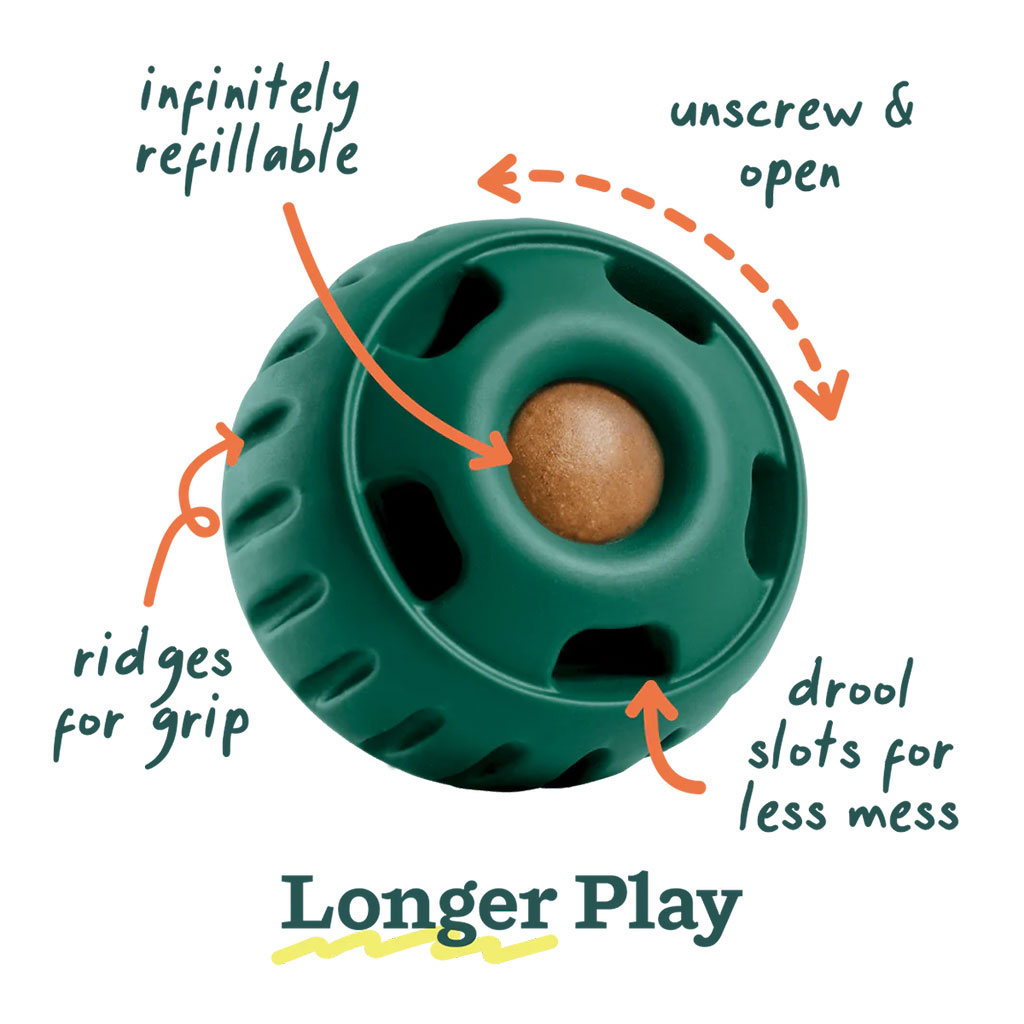 infinitely
refillable
unscrew &
open
ridges
for grip
drool
slots for
less mess
Longer Play